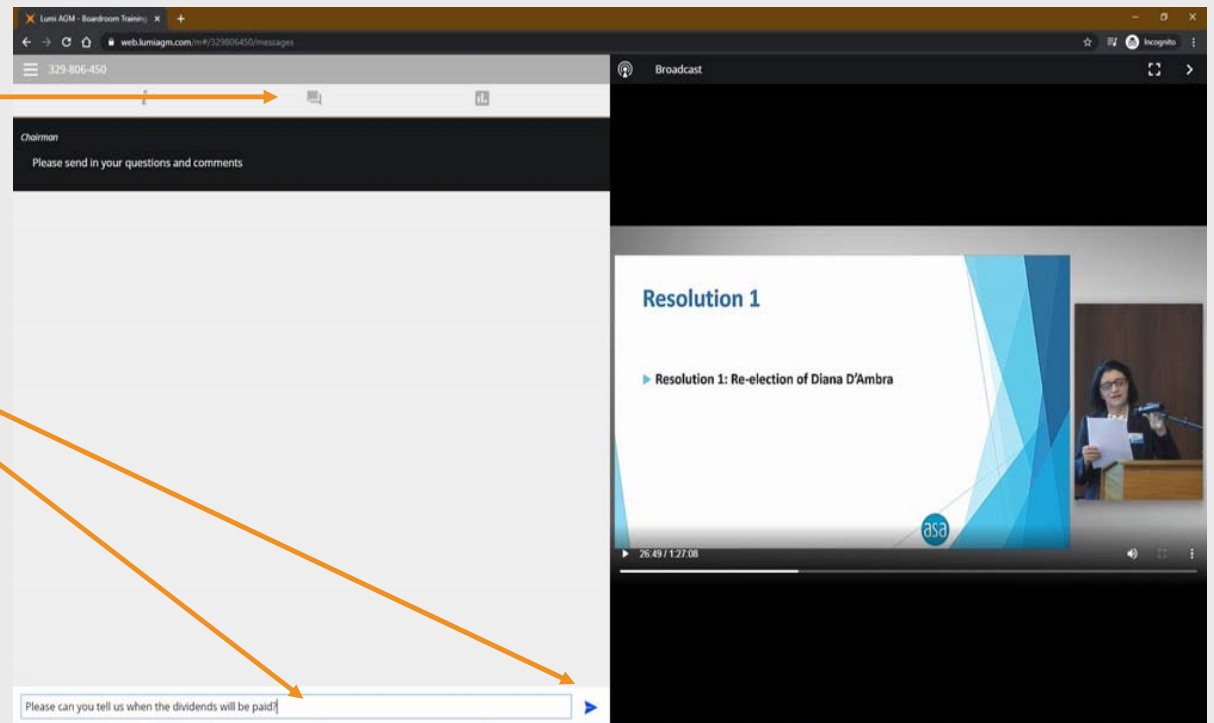 Lumi AGM - Boardroom Training
web.lumiagm.com/m#/329806450/messages
Incognito
329-806-450
Broadcast
Chairman
Please send in your questions and comments
Resolution 1
Resolution 1: Re-election of Diana D'Ambra
asa
26:49 / 1:27:08
Please can you tell us when the dividends will be paid?